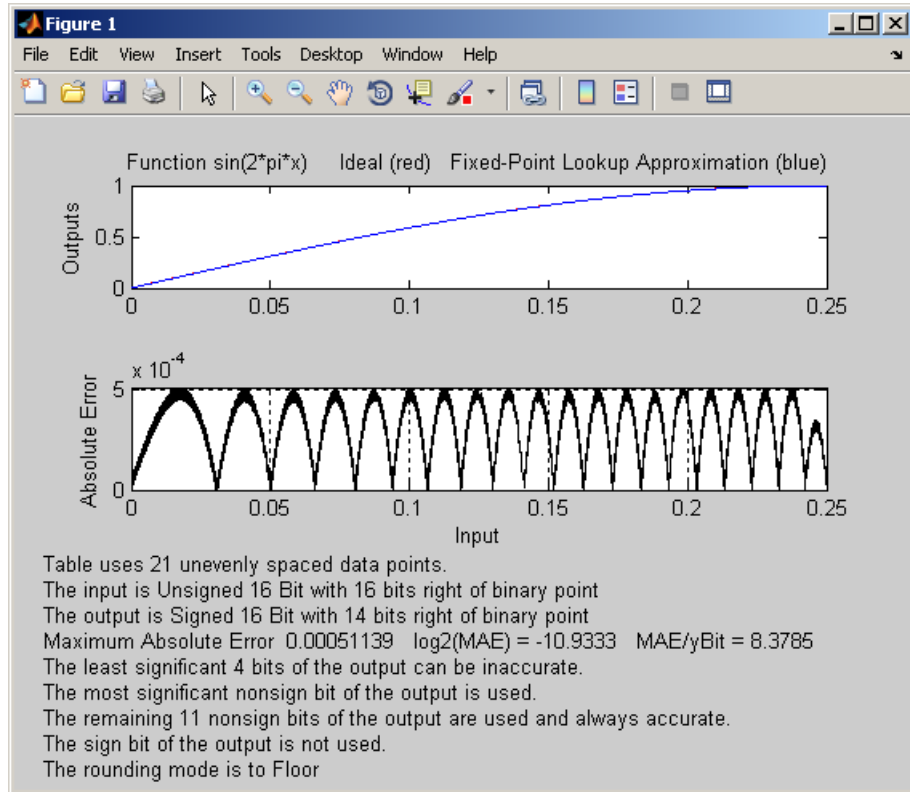 Figure 1
File Edit View Insert Tools Desktop Window Help
Function sin(2*pi*x) Ideal (red) Fixed-Point Lookup Approximation (blue)
Outputs
1
0.5
0
0 0.05 0.1 0.15 0.2 0.25
x 10^-4
Absolute Error
5
0
0 0.05 0.1 0.15 0.2 0.25
Input
Table uses 21 unevenly spaced data points.
The input is Unsigned 16 Bit with 16 bits right of binary point
The output is Signed 16 Bit with 14 bits right of binary point
Maximum Absolute Error 0.00051139 log2(MAE) = -10.9333 MAE/yBit = 8.3785
The least significant 4 bits of the output can be inaccurate.
The most significant nonsign bit of the output is used.
The remaining 11 nonsign bits of the output are used and always accurate.
The sign bit of the output is not used.
The rounding mode is to Floor